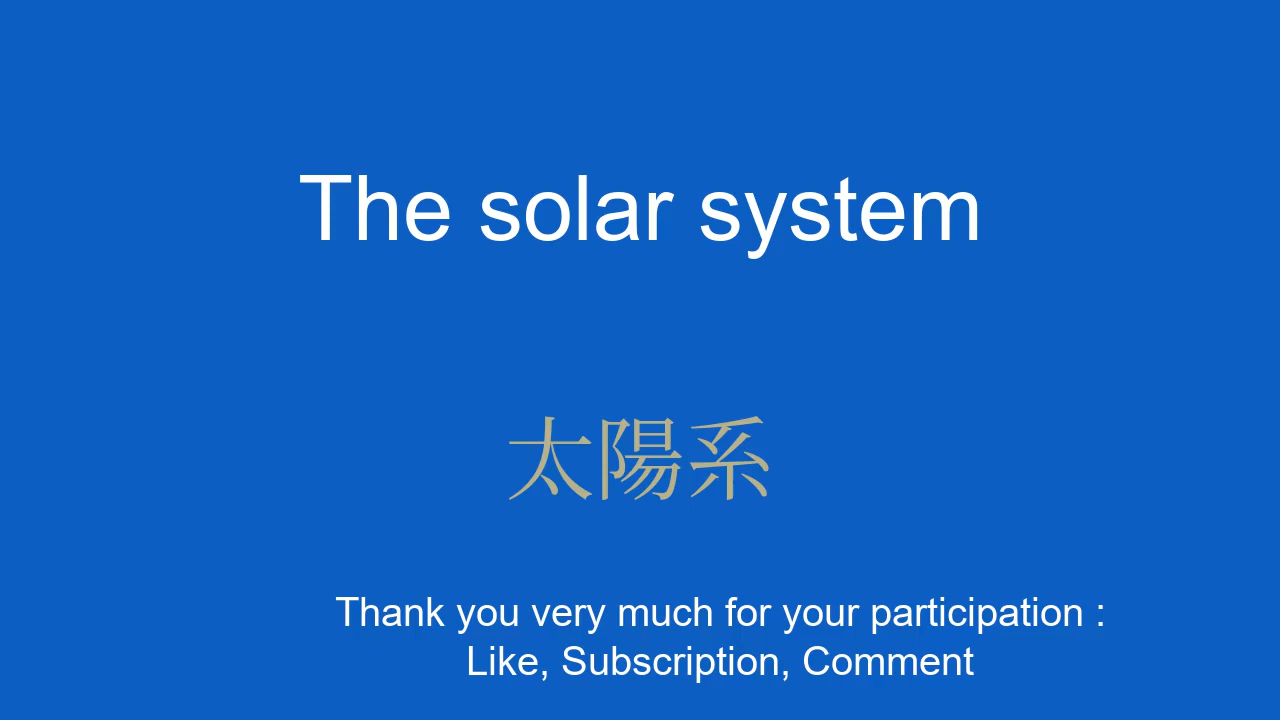 The solar system
太陽系
Thank you very much for your participation :
Like, Subscription, Comment